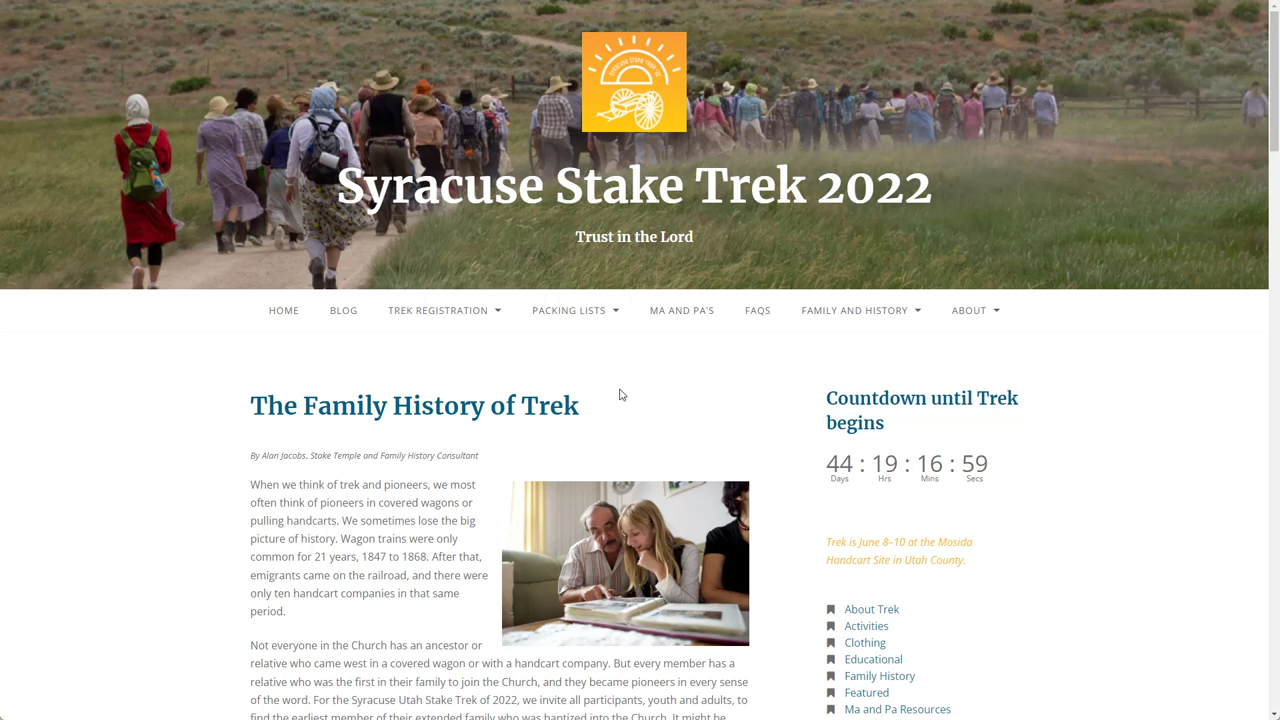 SYRACUSE STAKE TREK
Syracuse Stake Trek 2022
Trust in the Lord
HOME BLOG TREK REGISTRATION PACKING LISTS MA AND PA'S FAQS FAMILY AND HISTORY ABOUT
The Family History of Trek
By Alan Jacobs, Stake Temple and Family History Consultant
When we think of trek and pioneers, we most
often think of pioneers in covered wagons or
pulling handcarts. We sometimes lose the big
picture of history. Wagon trains were only
common for 21 years, 1847 to 1868. After that,
emigrants came on the railroad, and there were
only ten handcart companies in that same
period.
Not everyone in the Church has an ancestor or
relative who came west in a covered wagon or with a handcart company. But every member has a
relative who was the first in their family to join the Church, and they became pioneers in every sense
of the word. For the Syracuse Utah Stake Trek of 2022, we invite all participants, youth and adults, to
find the earliest member of their extended family who was baptized into the Church. It might be
Countdown until Trek
begins
44 : 19 : 16 : 59
Days Hrs Mins Secs
Trek is June 8–10 at the Mosida
Handcart Site in Utah County.
About Trek
Activities
Clothing
Educational
Family History
Featured
Ma and Pa Resources